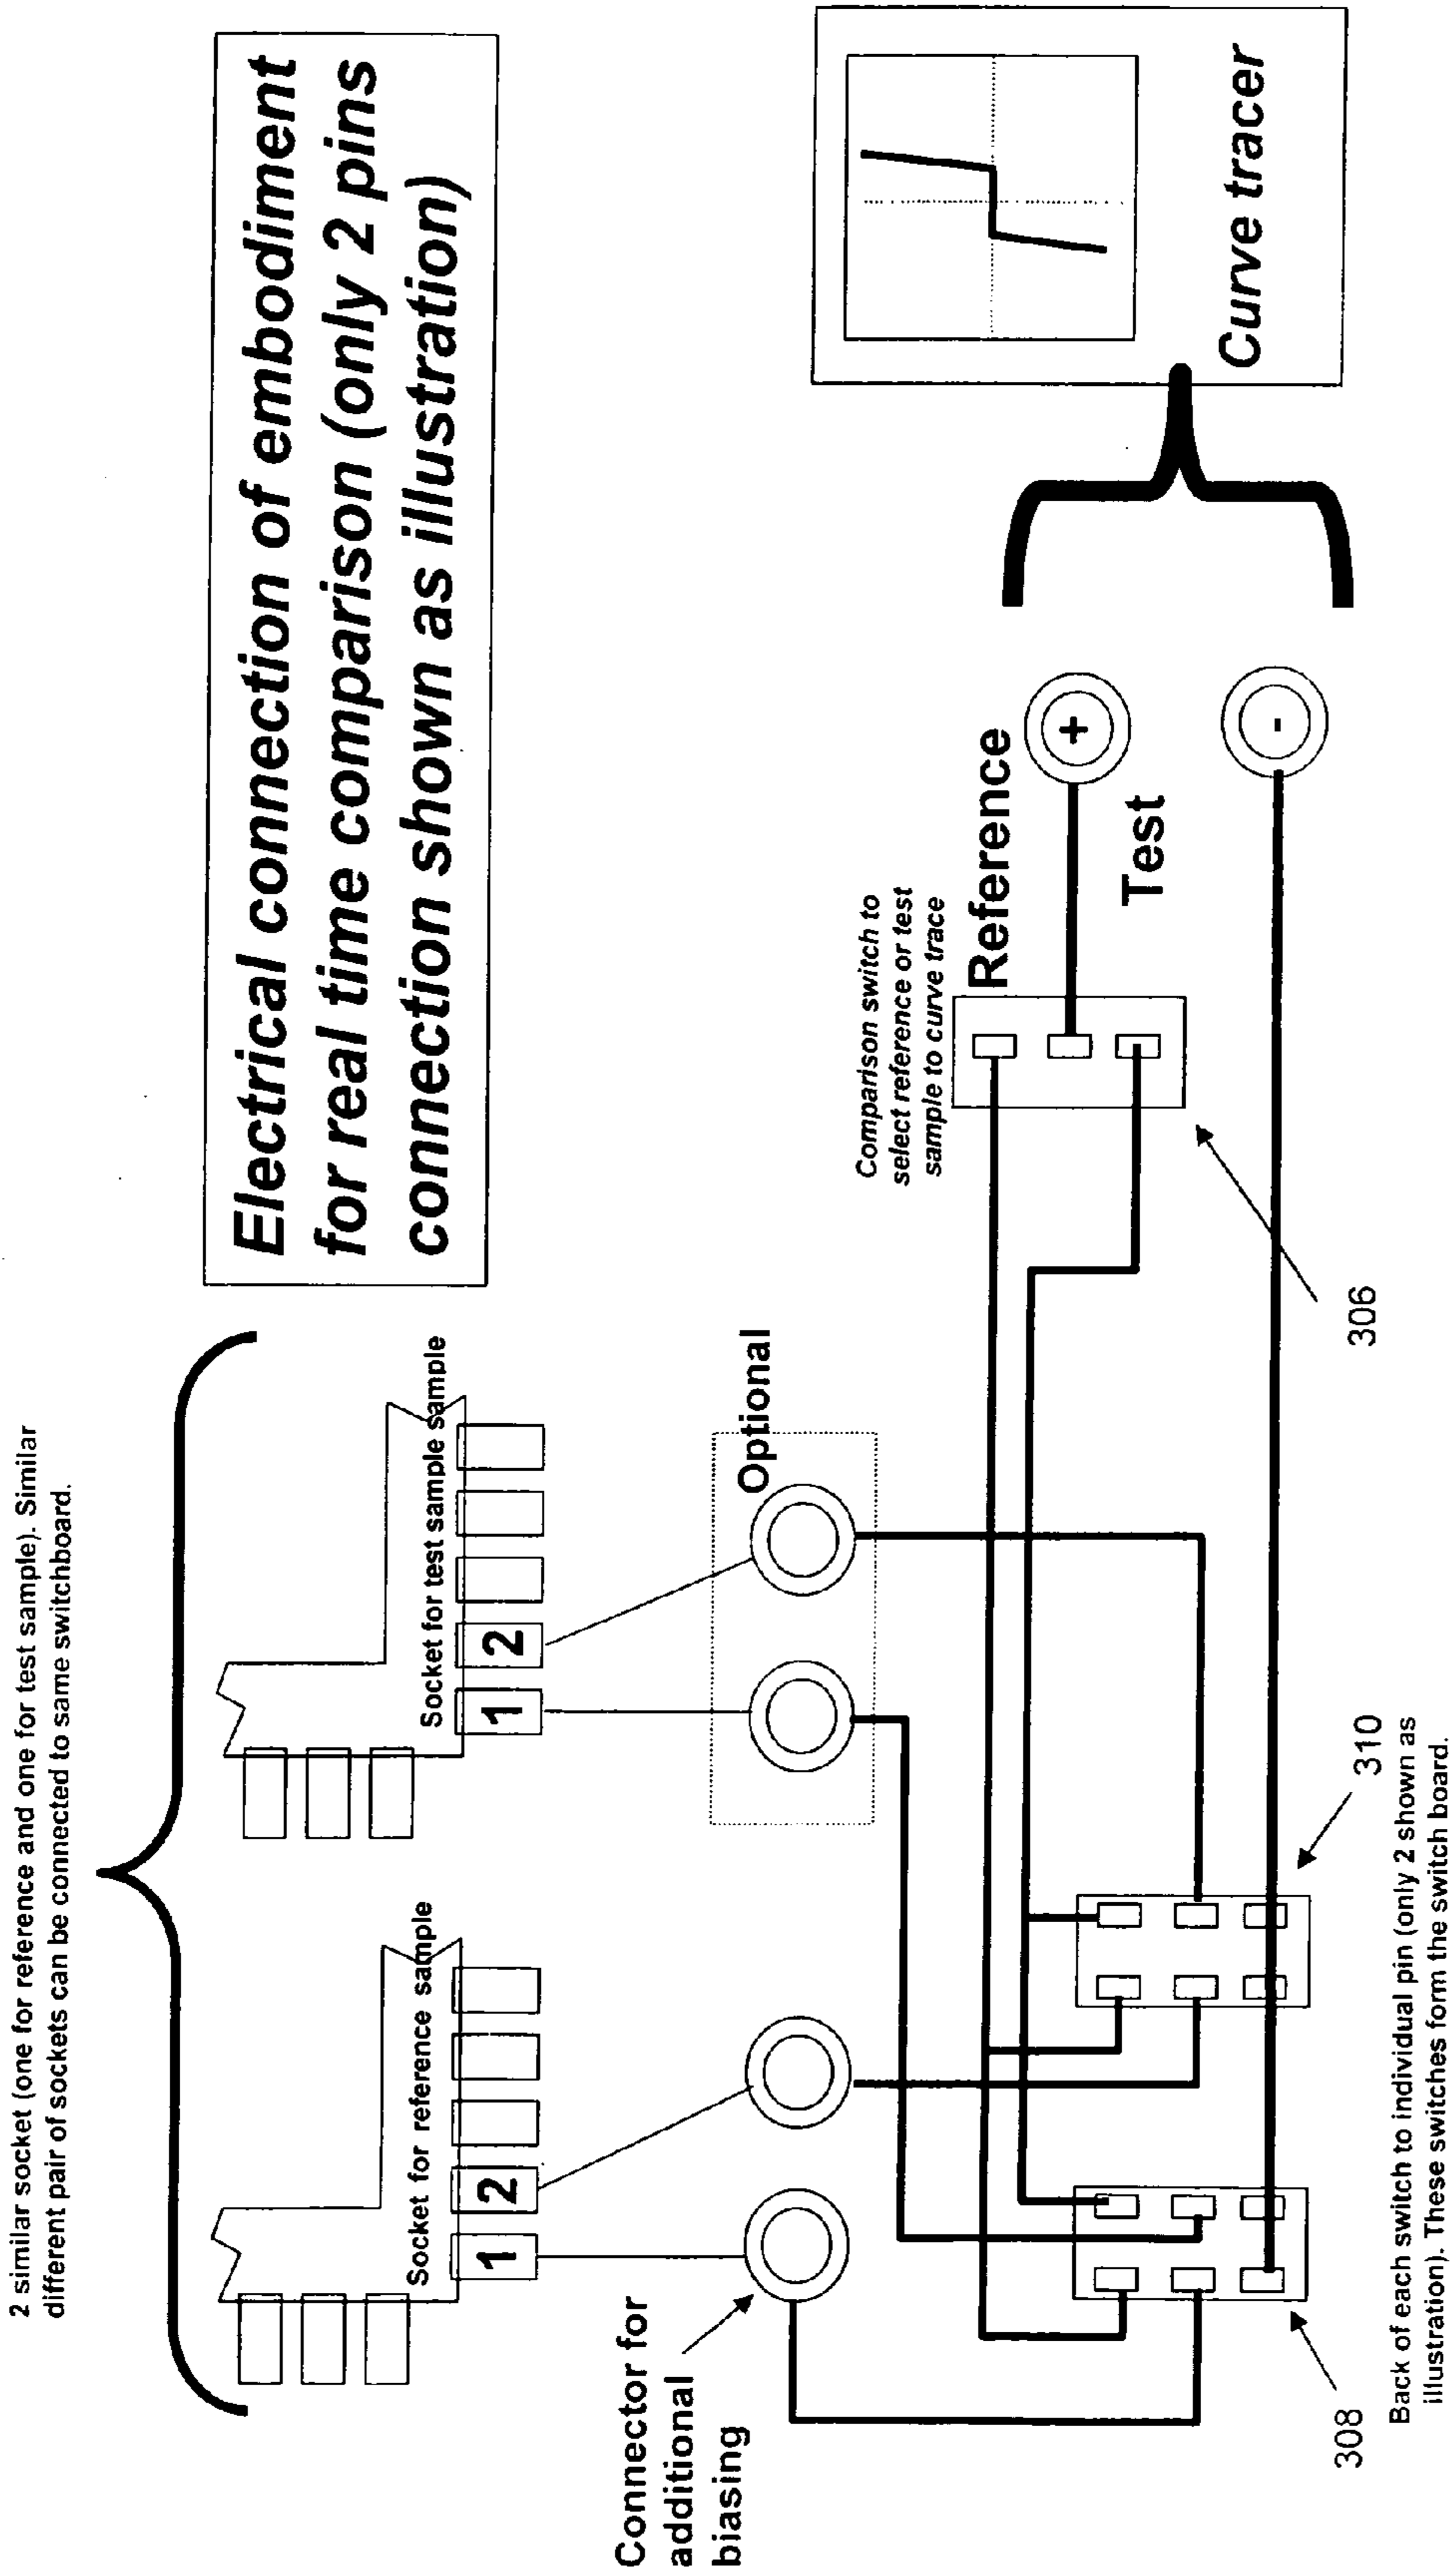 2 similar socket (one for reference and one for test sample). Similar
different pair of sockets can be connected to same switchboard.
Electrical connection of embodiment
for real time comparison (only 2 pins
connection shown as illustration)
Socket for reference sample
1
2
Socket for test sample sample
1
2
Connector for
additional
biasing
Optional
Comparison switch to
select reference or test
sample to curve trace
Reference
+
Test
-
Curve tracer
306
308
310
Back of each switch to individual pin (only 2 shown as
illustration). These switches form the switch board.